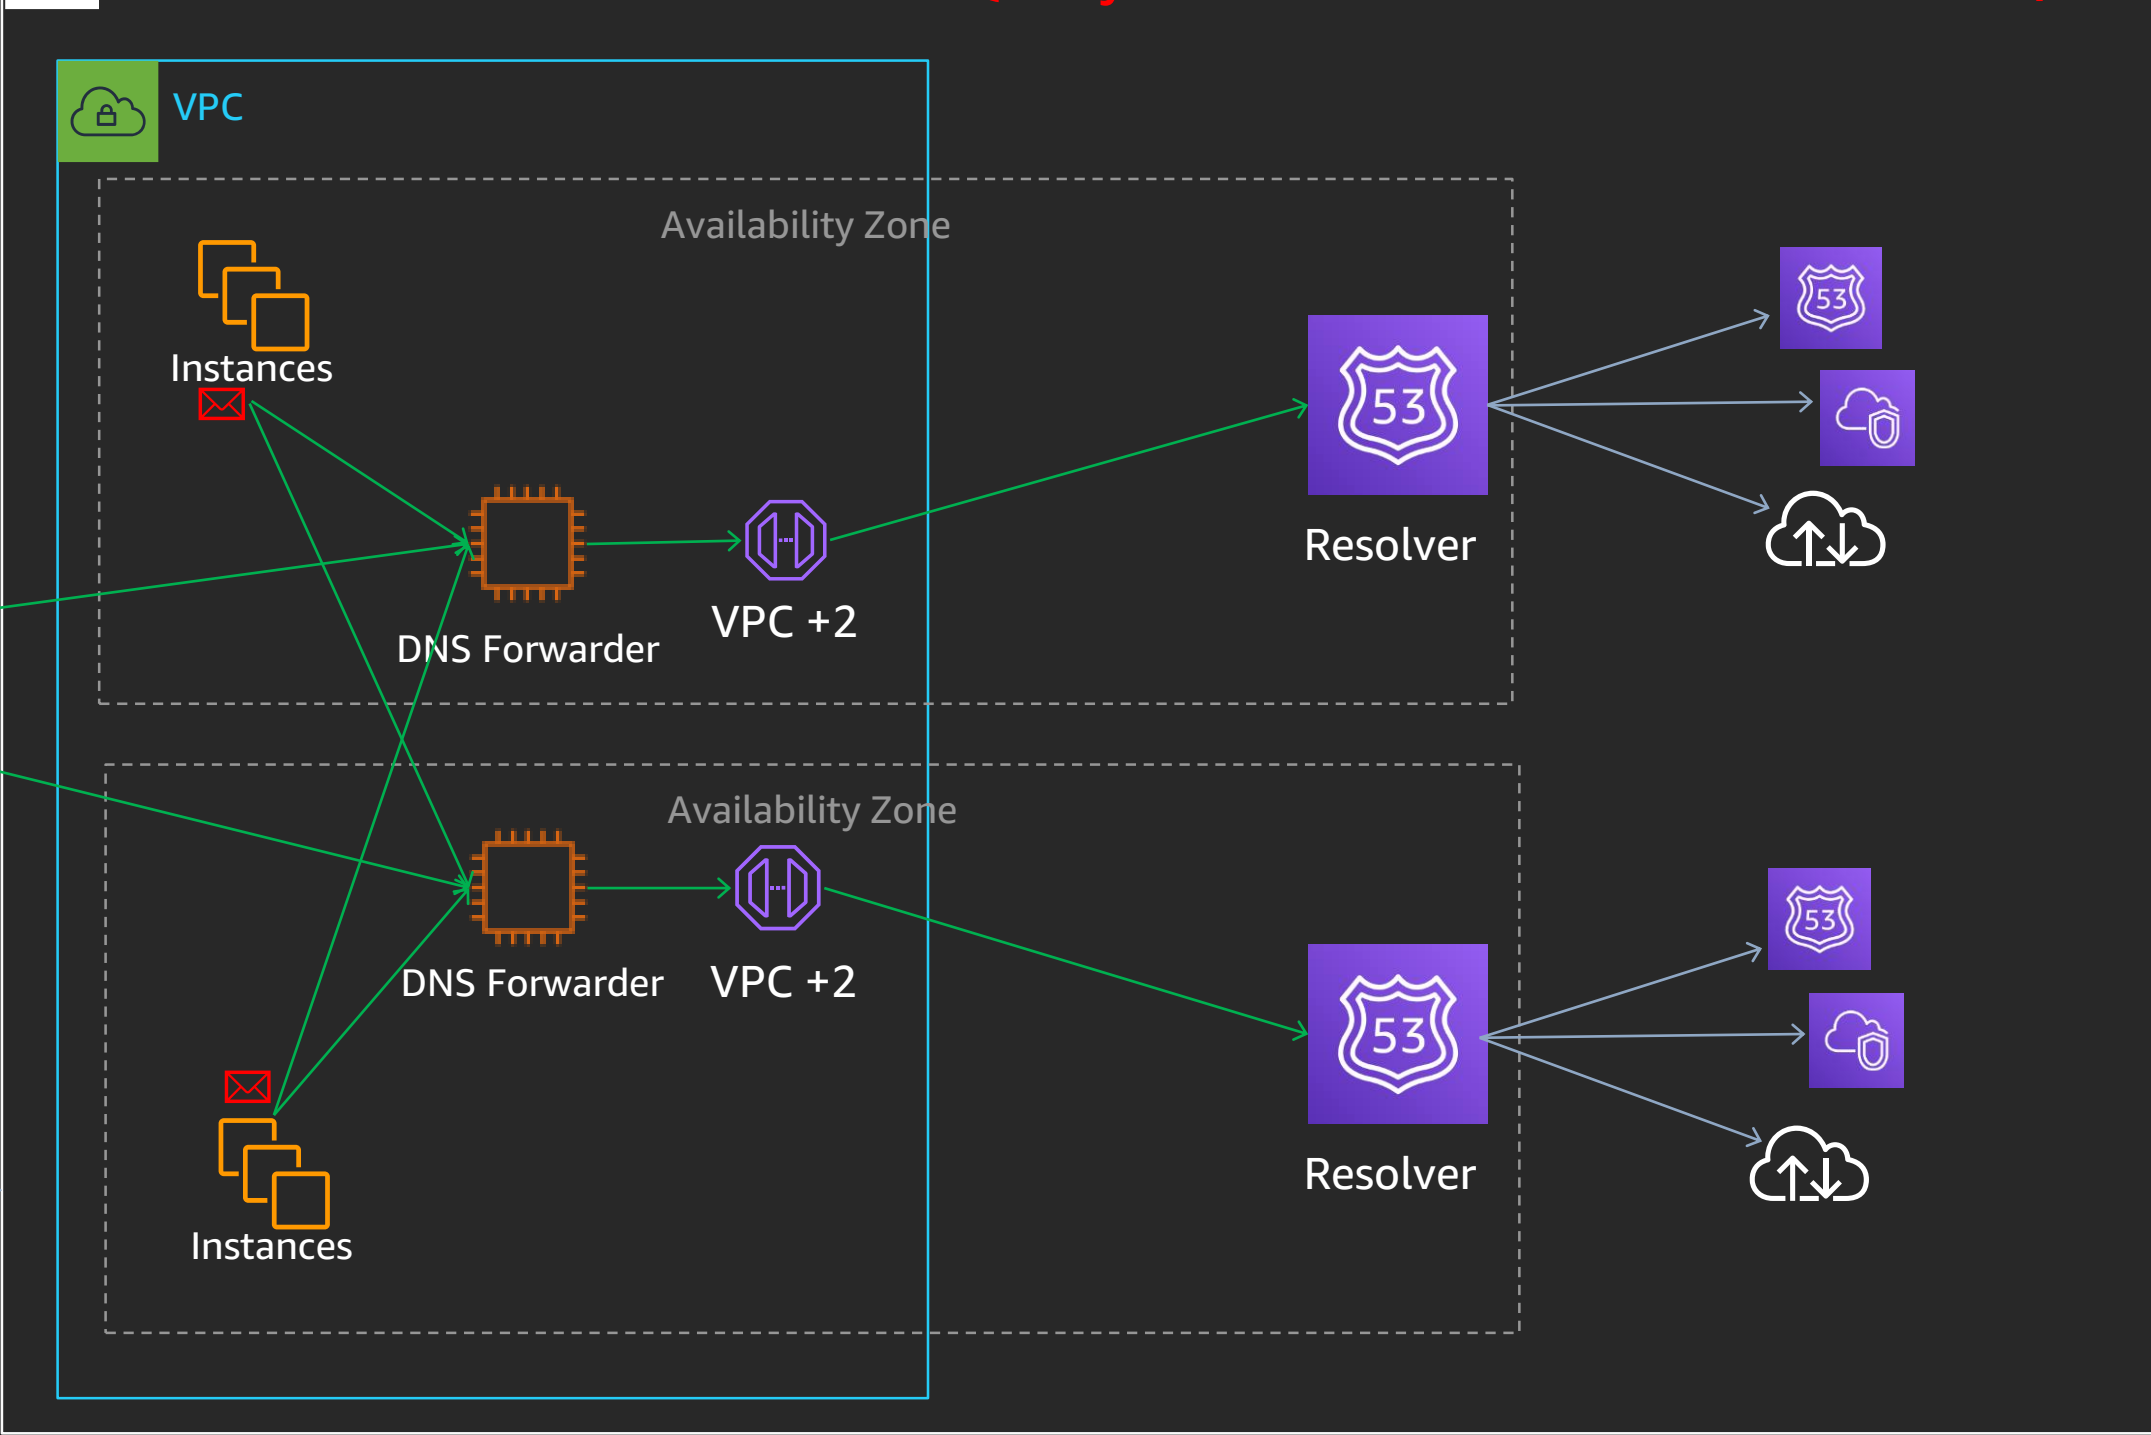 VPC
Availability Zone
Instances
53
53
Resolver
DNS Forwarder
VPC +2
Availability Zone
53
DNS Forwarder
VPC +2
53
Resolver
Instances